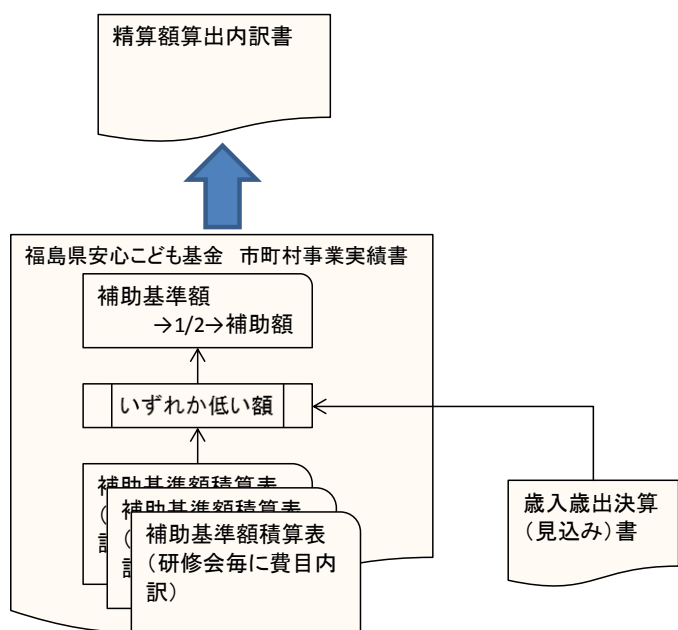 精算額算出内訳書
福島県安心こども基金　市町村事業実績書
補助基準額
→1/2→補助額
いずれか低い額
補助基準額積算表
（
訳
補助基準額積算表
（
訳
補助基準額積算表
（研修会毎に費目内
訳）
歳入歳出決算
（見込み）書